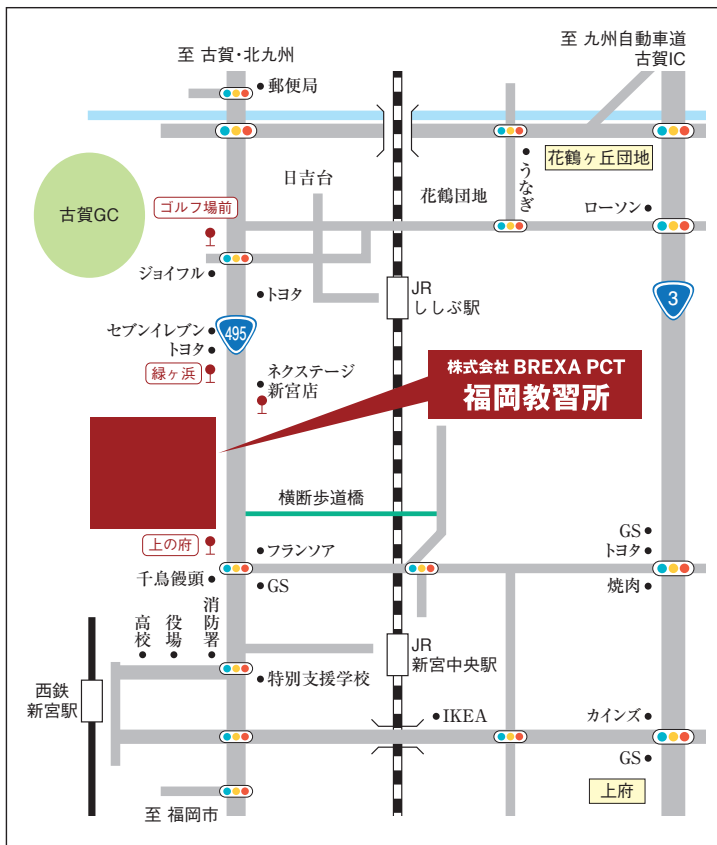 至 古賀・北九州
至 九州自動車道
古賀IC
郵便局
花鶴ヶ丘団地
うなぎ
日吉台
花鶴団地
古賀GC
ゴルフ場前
ローソン
ジョイフル
トヨタ
JR
ししぶ駅
3
セブンイレブン
トヨタ
495
緑ヶ浜
ネクステージ
新宮店
株式会社 BREXA PCT
福岡教習所
横断歩道橋
上の府
フランソア
GS
トヨタ
千鳥饅頭
GS
焼肉
高校
役場
消防署
JR
新宮中央駅
特別支援学校
西鉄
新宮駅
IKEA
カインズ
GS
上府
至 福岡市